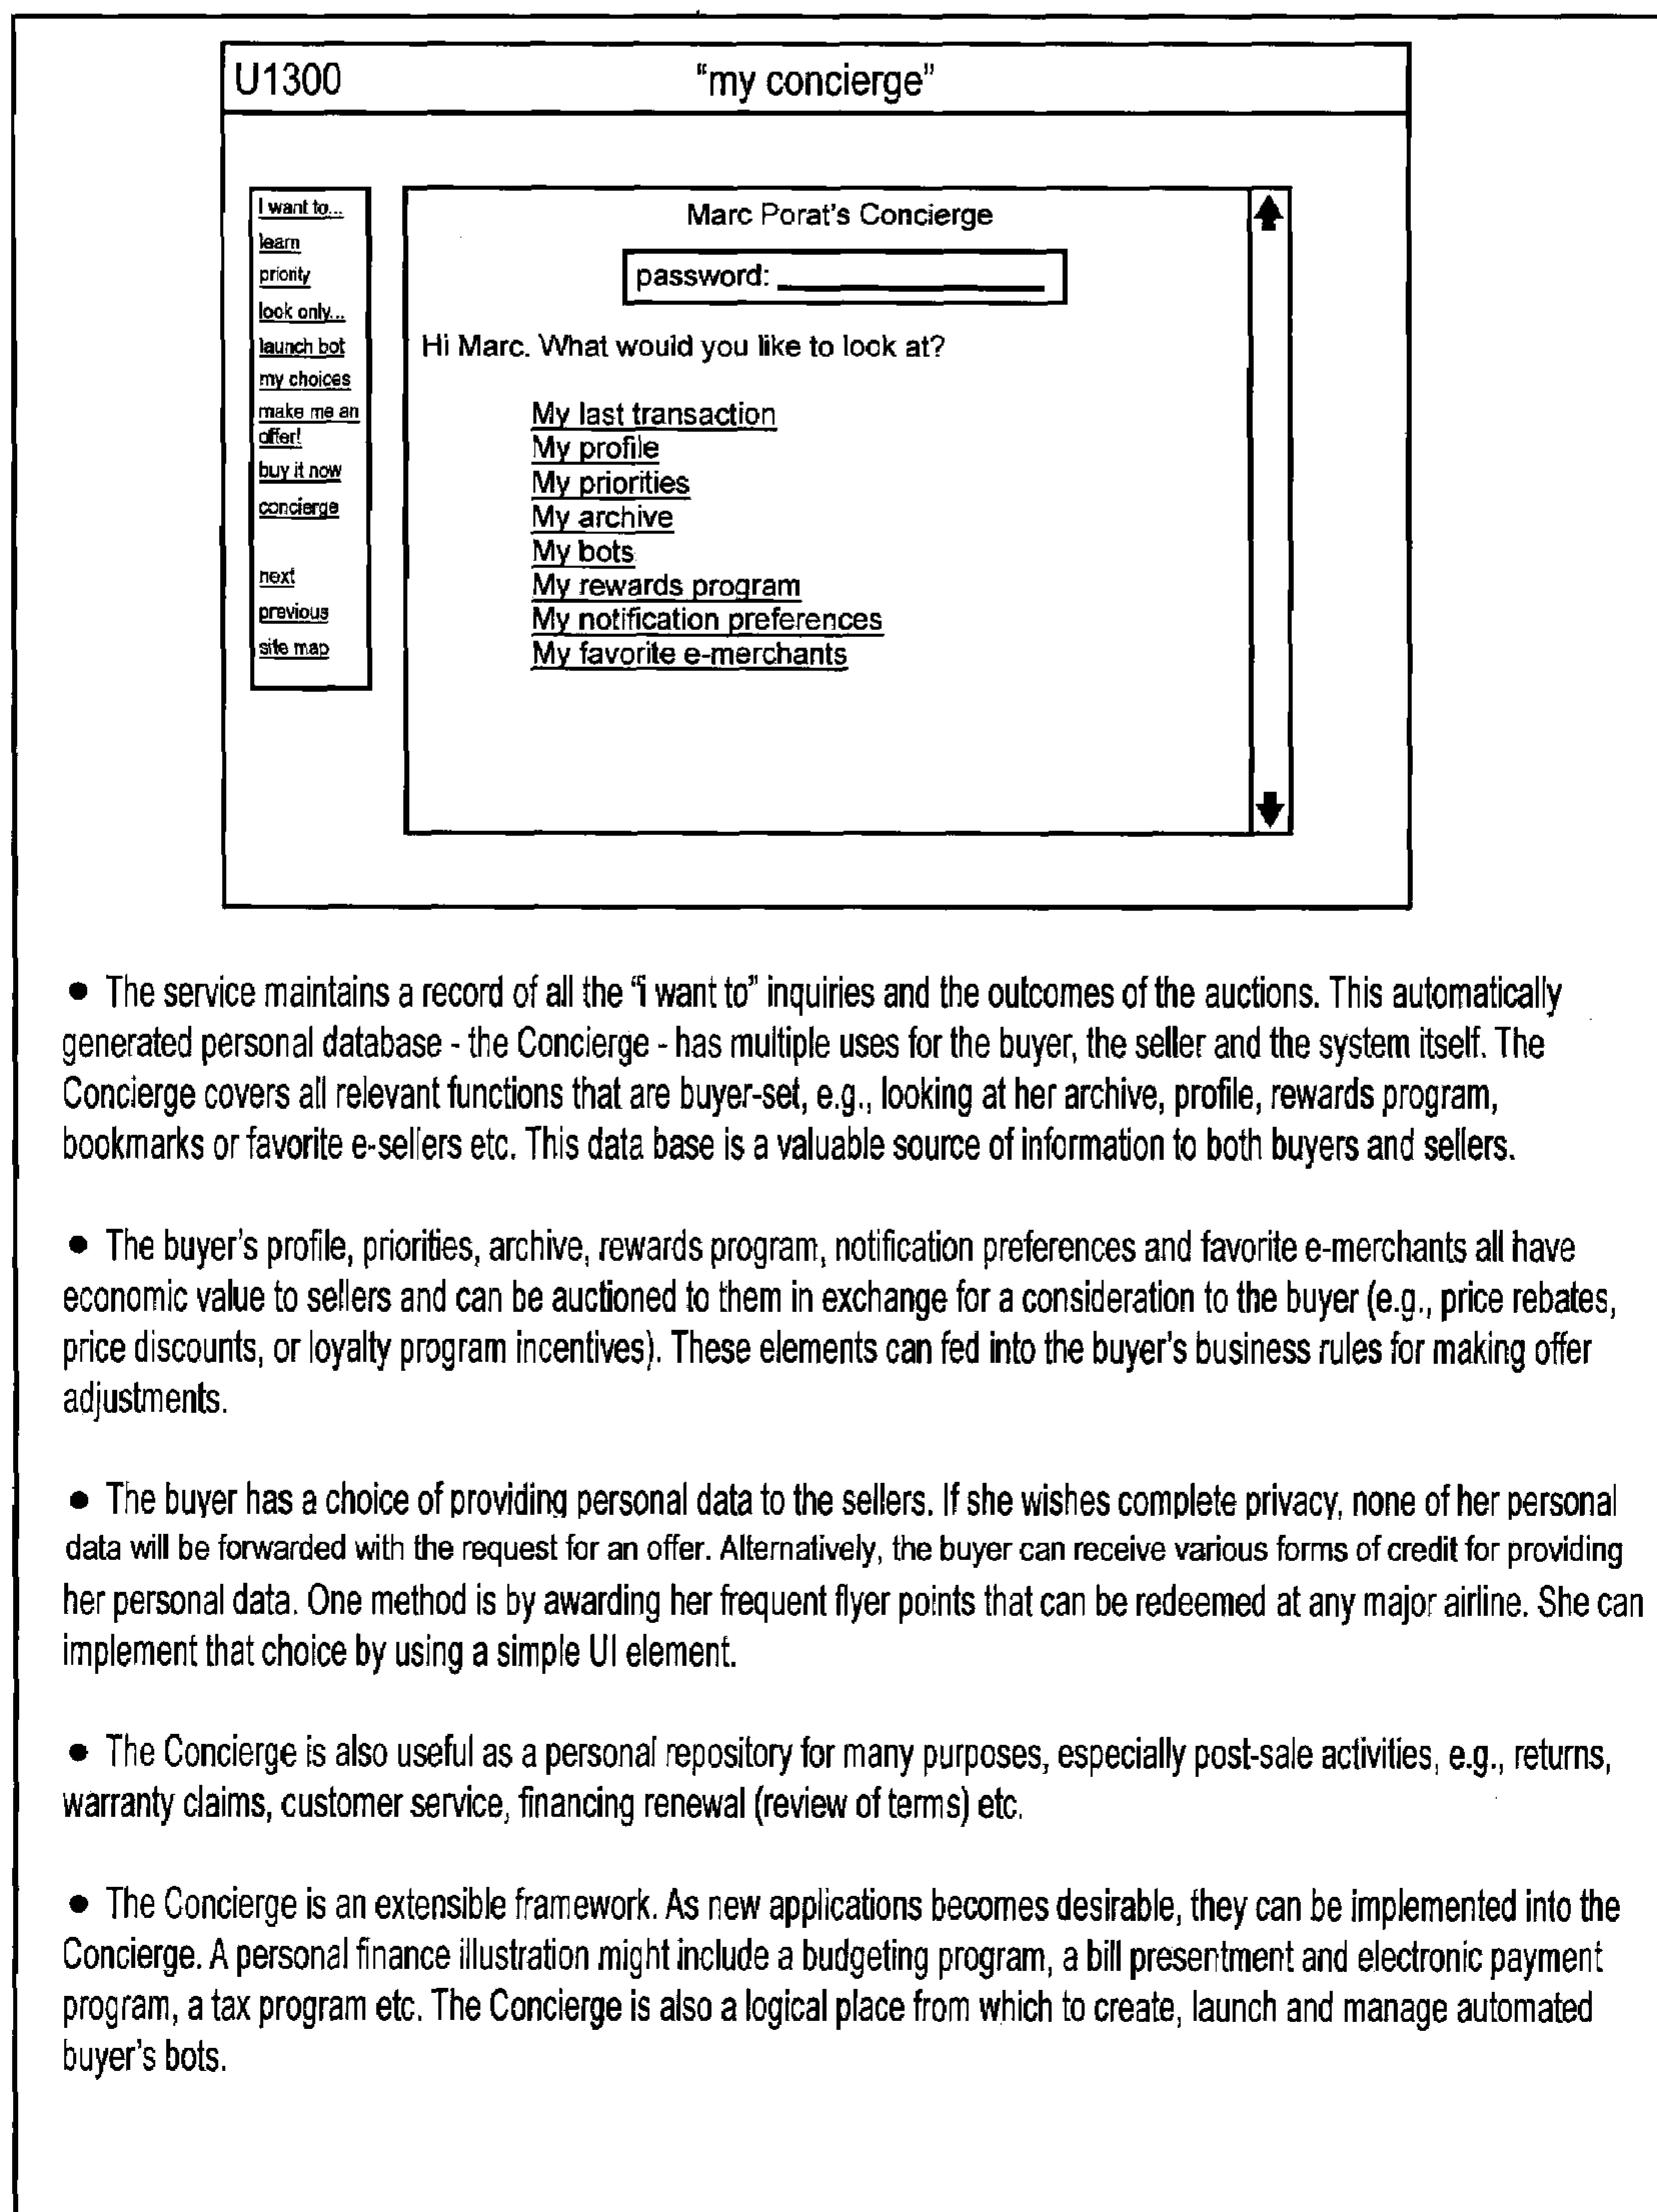 U1300
"my concierge"
I want to...
learn
priority
look only...
launch bot
my choices
make me an
offer!
buy it now
concierge
next
previous
site map
Marc Porat's Concierge
password:
Hi Marc. What would you like to look at?
My last transaction
My profile
My priorities
My archive
My bots
My rewards program
My notification preferences
My favorite e-merchants
● The service maintains a record of all the "i want to" inquiries and the outcomes of the auctions. This automatically
generated personal database - the Concierge - has multiple uses for the buyer, the seller and the system itself. The
Concierge covers all relevant functions that are buyer-set, e.g., looking at her archive, profile, rewards program,
bookmarks or favorite e-sellers etc. This data base is a valuable source of information to both buyers and sellers.
● The buyer's profile, priorities, archive, rewards program, notification preferences and favorite e-merchants all have
economic value to sellers and can be auctioned to them in exchange for a consideration to the buyer (e.g., price rebates,
price discounts, or loyalty program incentives). These elements can fed into the buyer's business rules for making offer
adjustments.
● The buyer has a choice of providing personal data to the sellers. If she wishes complete privacy, none of her personal
data will be forwarded with the request for an offer. Alternatively, the buyer can receive various forms of credit for providing
her personal data. One method is by awarding her frequent flyer points that can be redeemed at any major airline. She can
implement that choice by using a simple UI element.
● The Concierge is also useful as a personal repository for many purposes, especially post-sale activities, e.g., returns,
warranty claims, customer service, financing renewal (review of terms) etc.
● The Concierge is an extensible framework. As new applications becomes desirable, they can be implemented into the
Concierge. A personal finance illustration might include a budgeting program, a bill presentment and electronic payment
program, a tax program etc. The Concierge is also a logical place from which to create, launch and manage automated
buyer's bots.